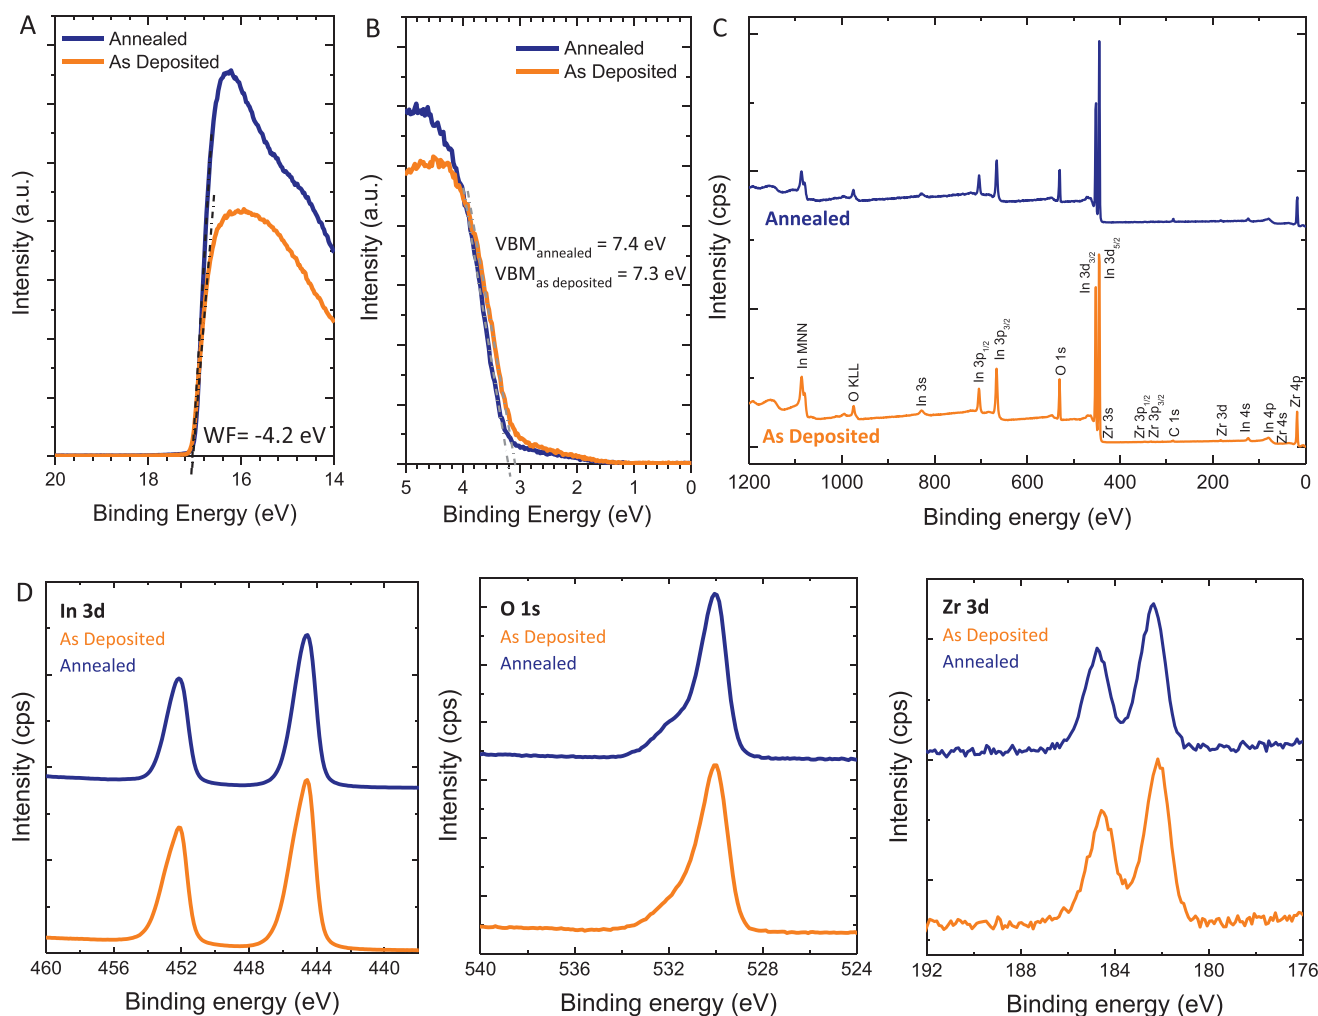 A
Annealed
As Deposited
WF= -4.2 eV
Intensity (a.u.)
20 18 16 14
Binding Energy (eV)
B
Annealed
As Deposited
VBMannealed = 7.4 eV
VBMas deposited = 7.3 eV
Intensity (a.u.)
5 4 3 2 1 0
Binding Energy (eV)
C
Annealed
In MNN
O KLL
In 3s
In 3p1/2
In 3p3/2
O 1s
In 3d3/2
In 3d5/2
Zr 3s
Zr 3p1/2
Zr 3p3/2
C 1s
Zr 3d
In 4s
In 4p
Zr 4s
Zr 4p
As Deposited
Intensity (cps)
1200 1000 800 600 400 200 0
Binding energy (eV)
D
In 3d
As Deposited
Annealed
Intensity (cps)
460 456 452 448 444 440
Binding energy (eV)
O 1s
As Deposited
Annealed
Intensity (cps)
540 536 532 528 524
Binding energy (eV)
Zr 3d
As Deposited
Annealed
Intensity (cps)
192 188 184 180 176
Binding energy (eV)